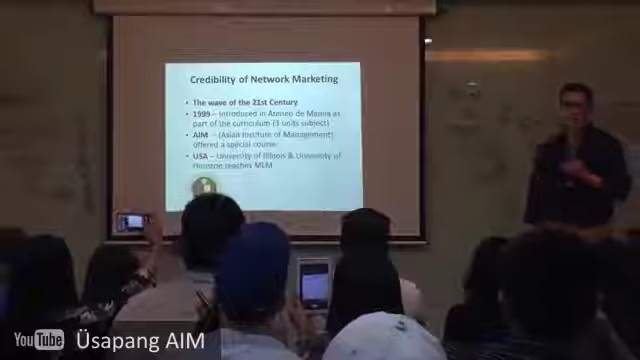 Credibility of Network Marketing
• The wave of the 21st Century
• 1999 – Introduced in Ateneo de Manila as
part of the curriculum (3 units subject)
• AIM – (Asian Institute of Management)
offered a special course
• USA – University of Illinois & University of
Houston teaches MLM
YouTube Üsapang AIM